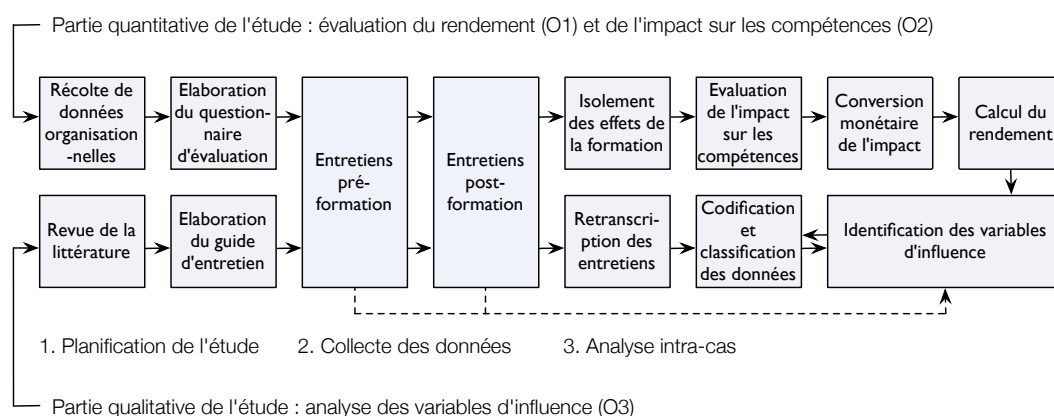 Partie quantitative de l'étude : évaluation du rendement (O1) et de l'impact sur les compétences (O2)
Récolte de
données
organisation
-nelles
Elaboration
du question-
naire
d'évaluation
Entretiens
pré-
formation
Entretiens
post-
formation
Isolement
des effets de
la formation
Evaluation
de l'impact
sur les
compétences
Conversion
monétaire
de l'impact
Calcul du
rendement
Revue de la
littérature
Elaboration
du guide
d'entretien
Retranscri-
ption des
entretiens
Codification
et
classification
des données
Identification des variables
d'influence
1. Planification de l'étude
2. Collecte des données
3. Analyse intra-cas
Partie qualitative de l'étude : analyse des variables d'influence (O3)